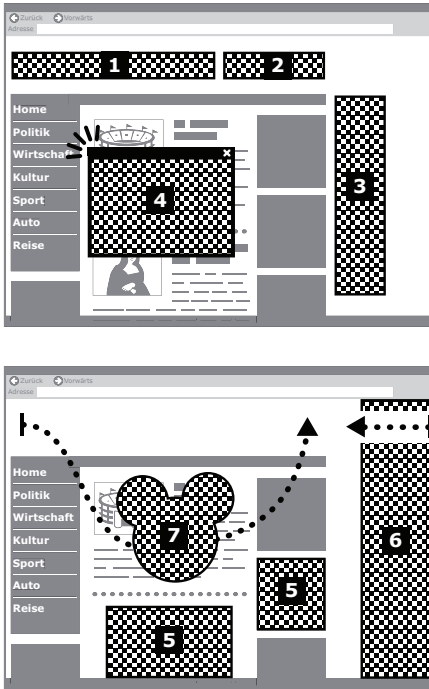 Zurück Vorwärts
Adresse
1 2
Home
Politik
Wirtschaft
Kultur
Sport
Auto
Reise
3
4
x
Zurück Vorwärts
Adresse
Home
Politik
Wirtschaft
Kultur
Sport
Auto
Reise
7
6
5
5